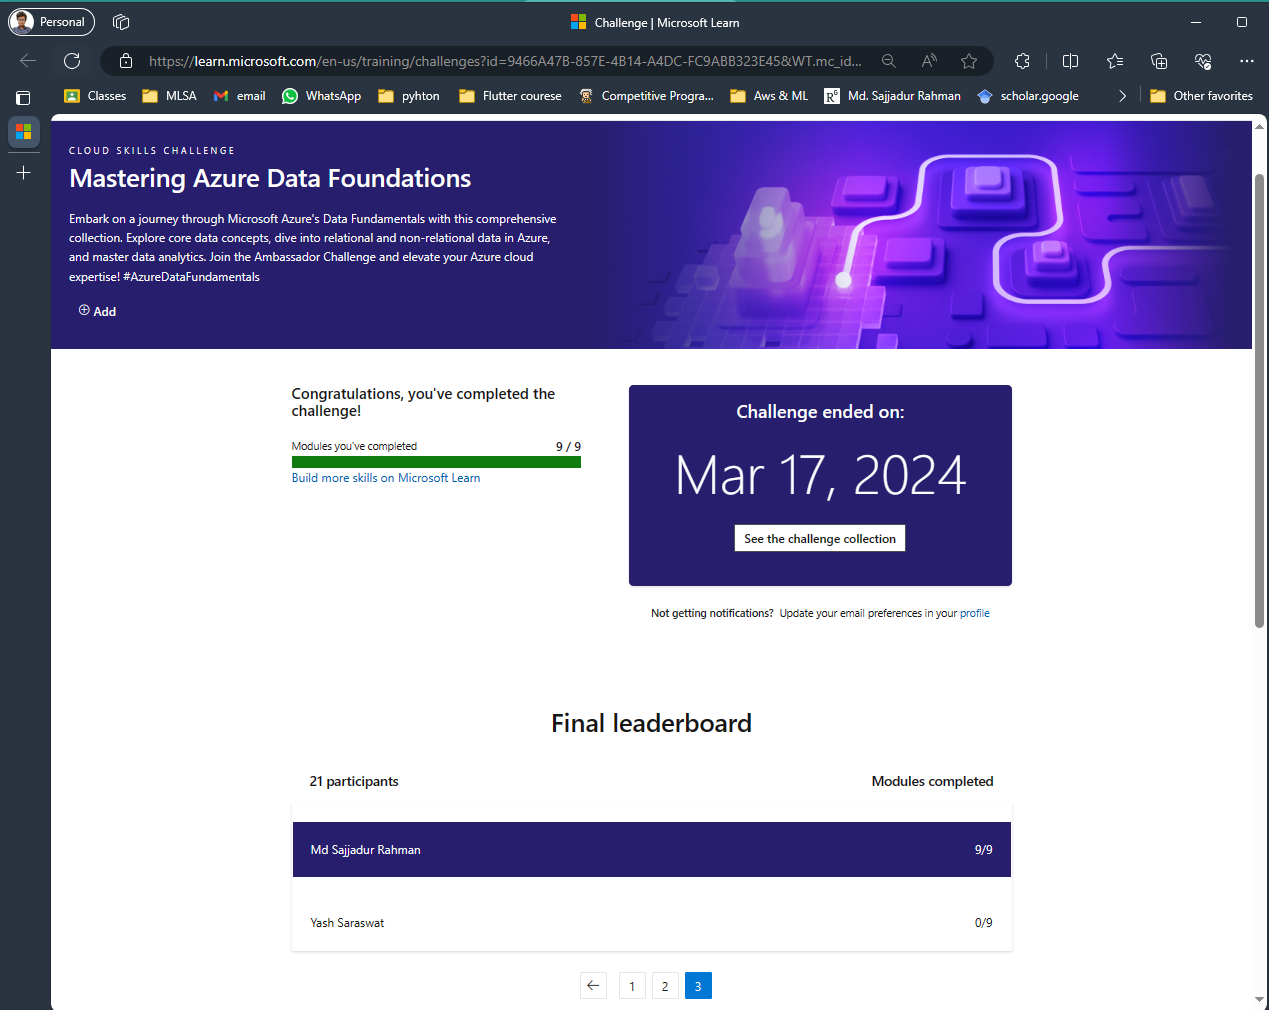 Personal
Challenge | Microsoft Learn
https://learn.microsoft.com/en-us/training/challenges?id=9466A47B-857E-4B14-A4DC-FC9ABB323E45&WT.mc_id...
Classes
MLSA
email
WhatsApp
pyhton
Flutter courese
Competitive Progra...
Aws & ML
Md. Sajjadur Rahman
scholar.google
Other favorites
CLOUD SKILLS CHALLENGE
Mastering Azure Data Foundations
Embark on a journey through Microsoft Azure's Data Fundamentals with this comprehensive
collection. Explore core data concepts, dive into relational and non-relational data in Azure,
and master data analytics. Join the Ambassador Challenge and elevate your Azure cloud
expertise! #AzureDataFundamentals
Add
Congratulations, you've completed the
challenge!
Modules you've completed 9 / 9
Build more skills on Microsoft Learn
Challenge ended on:
Mar 17, 2024
See the challenge collection
Not getting notifications? Update your email preferences in your profile
Final leaderboard
21 participants Modules completed
Md Sajjadur Rahman 9/9
Yash Saraswat 0/9
1 2 3